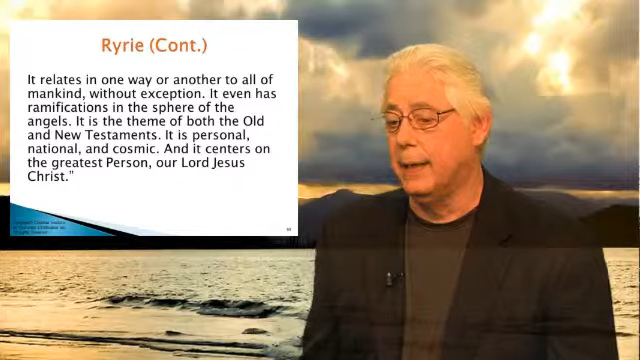 Ryrie (Cont.)
It relates in one way or another to all of
mankind, without exception. It even has
ramifications in the sphere of the
angels. It is the theme of both the Old
and New Testaments. It is personal,
national, and cosmic. And it centers on
the greatest Person, our Lord Jesus
Christ."